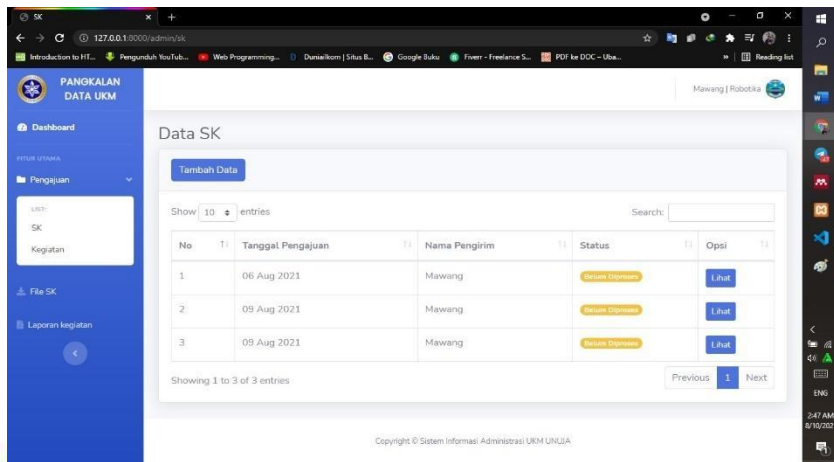 SK
127.0.0.1:8000/admin/sk
Introduction to HT... Pengunduh YouTub... Web Programming... Duniailkom | Situs B... Google Buku Fiverr - Freelance S... PDF ke DOC – Uba... » Reading list
PANGKALAN
DATA UKM
Mawang | Robotika
Dashboard
Data SK
FITUR UTAMA
Tambah Data
Pengajuan
LIST:
SK
Kegiatan
Show 10 entries Search:
No Tanggal Pengajuan Nama Pengirim Status Opsi
1 06 Aug 2021 Mawang Belum Diproses Lihat
2 09 Aug 2021 Mawang Belum Diproses Lihat
3 09 Aug 2021 Mawang Belum Diproses Lihat
File SK
Laporan kegiatan
Showing 1 to 3 of 3 entries
Previous 1 Next
Copyright © Sistem Informasi Administrasi UKM UNUJA
ENG
2:47 AM
8/10/202